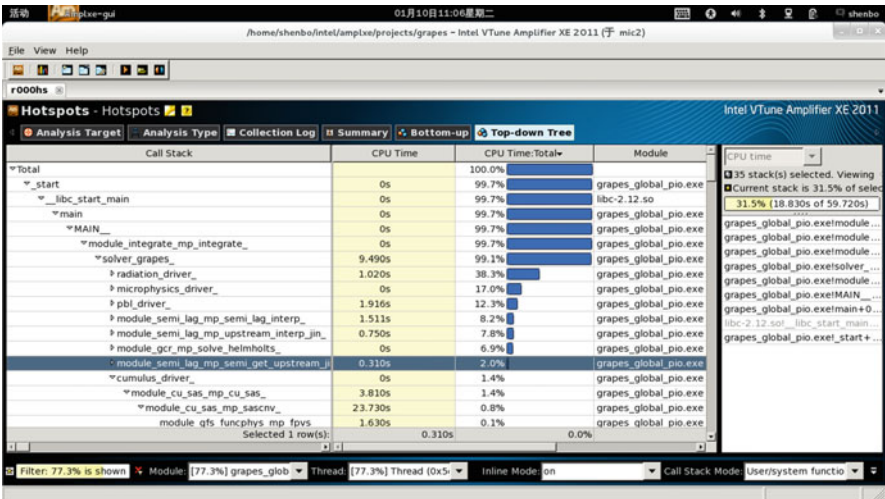 活动 amplxe-gui 01月10日11:06星期二 shenbo
/home/shenbo/intel/amplxe/projects/grapes - Intel VTune Amplifier XE 2011 (于 mic2)
File View Help
r000hs
Hotspots - Hotspots Intel VTune Amplifier XE 2011
Analysis Target Analysis Type Collection Log Summary Bottom-up Top-down Tree
Call Stack CPU Time CPU Time:Total Module
Total 100.0%
_start 0s 99.7% grapes_global_pio.exe
__libc_start_main 0s 99.7% libc-2.12.so
main 0s 99.7% grapes_global_pio.exe
MAIN__ 0s 99.7% grapes_global_pio.exe
module_integrate_mp_integrate_ 0s 99.7% grapes_global_pio.exe
solver_grapes_ 9.490s 99.1% grapes_global_pio.exe
radiation_driver_ 1.020s 38.3% grapes_global_pio.exe
microphysics_driver_ 0s 17.0% grapes_global_pio.exe
pbl_driver_ 1.916s 12.3% grapes_global_pio.exe
module_semi_lag_mp_semi_lag_interp_ 1.511s 8.2% grapes_global_pio.exe
module_semi_lag_mp_upstream_interp_jin_ 0.750s 7.8% grapes_global_pio.exe
module_gcr_mp_solve_helmholts_ 0s 6.9% grapes_global_pio.exe
module_semi_lag_mp_semi_get_upstream_ji 0.310s 2.0% grapes_global_pio.exe
cumulus_driver_ 0s 1.4% grapes_global_pio.exe
module_cu_sas_mp_cu_sas_ 3.810s 1.4% grapes_global_pio.exe
module_cu_sas_mp_sascnv_ 23.730s 0.8% grapes_global_pio.exe
module_gfs_funcphys_mp_fpvs 1.630s 0.1% grapes_global_pio.exe
Selected 1 row(s): 0.310s 0.0%
CPU time
35 stack(s) selected. Viewing
Current stack is 31.5% of selec
31.5% (18.830s of 59.720s)
grapes_global_pio.exe!module...
grapes_global_pio.exe!module...
grapes_global_pio.exe!module...
grapes_global_pio.exe!solver_...
grapes_global_pio.exe!module...
grapes_global_pio.exe!MAIN__...
grapes_global_pio.exe!main+0...
libc-2.12.so!__libc_start_main...
grapes_global_pio.exe!_start+...
Filter: 77.3% is shown Module: [77.3%] grapes_glob Thread: [77.3%] Thread (0x5 Inline Mode: on Call Stack Mode: User/system functio